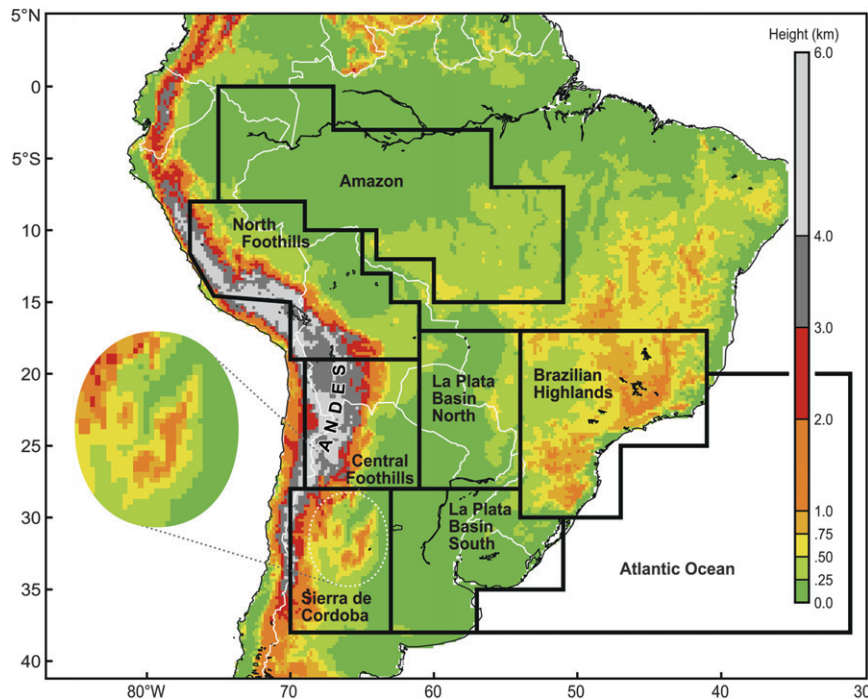 5°N
0
5°S
10
15
20
25
30
35
40
80°W
70
60
50
40
30
Height (km)
6.0
4.0
3.0
2.0
1.0
.75
.50
.25
0.0
Amazon
North
Foothills
ANDES
La Plata
Basin
North
Brazilian
Highlands
Central
Foothills
La Plata
Basin
South
Sierra de
Cordoba
Atlantic Ocean